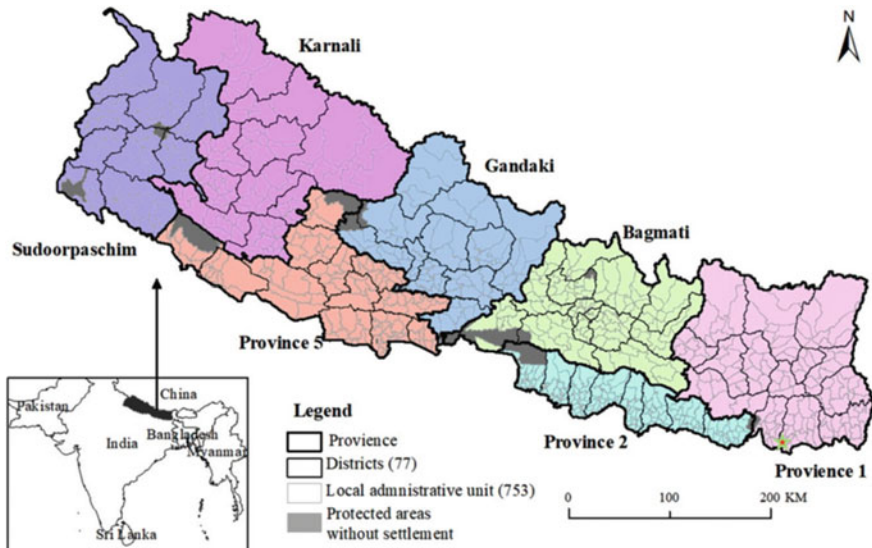 N
Karnali
Gandaki
Bagmati
Sudoorpaschim
Province 5
Province 2
Provience 1
China
Pakistan
India
Bangladesh
Myanmar
Sri Lanka
Legend
Provience
Districts (77)
Local admnistrative unit (753)
Protected areas
without settlement
0 100 200 KM